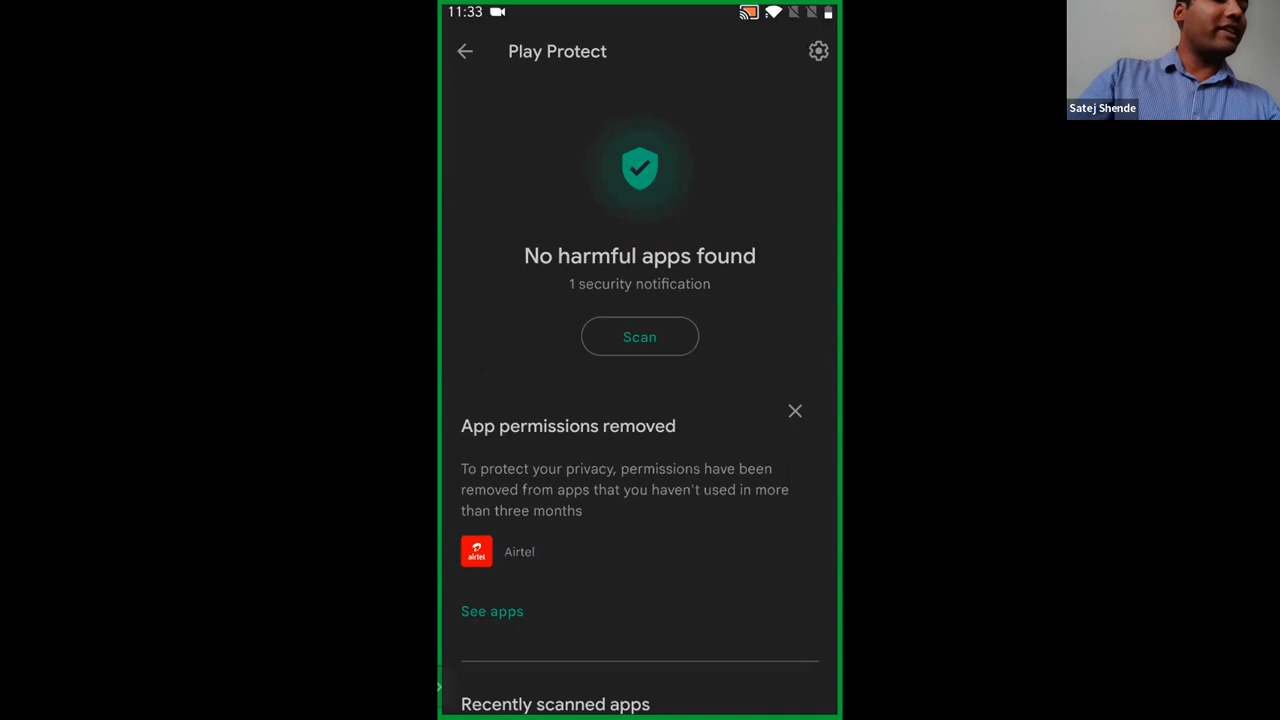 11:33
Play Protect
No harmful apps found
1 security notification
Scan
App permissions removed
To protect your privacy, permissions have been
removed from apps that you haven't used in more
than three months
airtel
Airtel
See apps
Recently scanned apps
Satej Shende